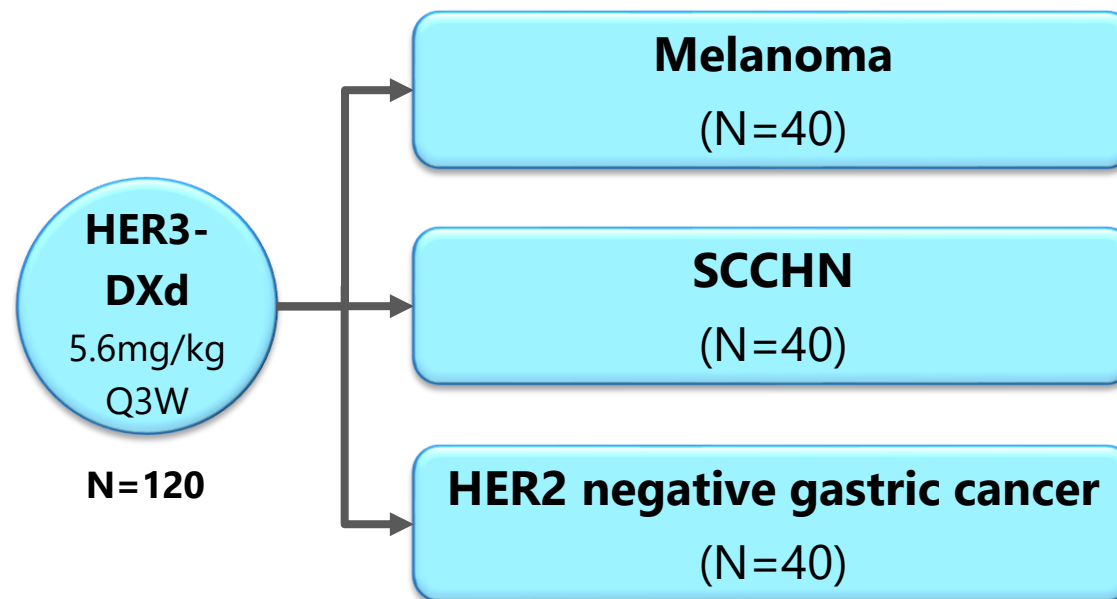 Melanoma
(N=40)
HER3-
DXd
5.6mg/kg
Q3W
N=120
SCCHN
(N=40)
HER2 negative gastric cancer
(N=40)